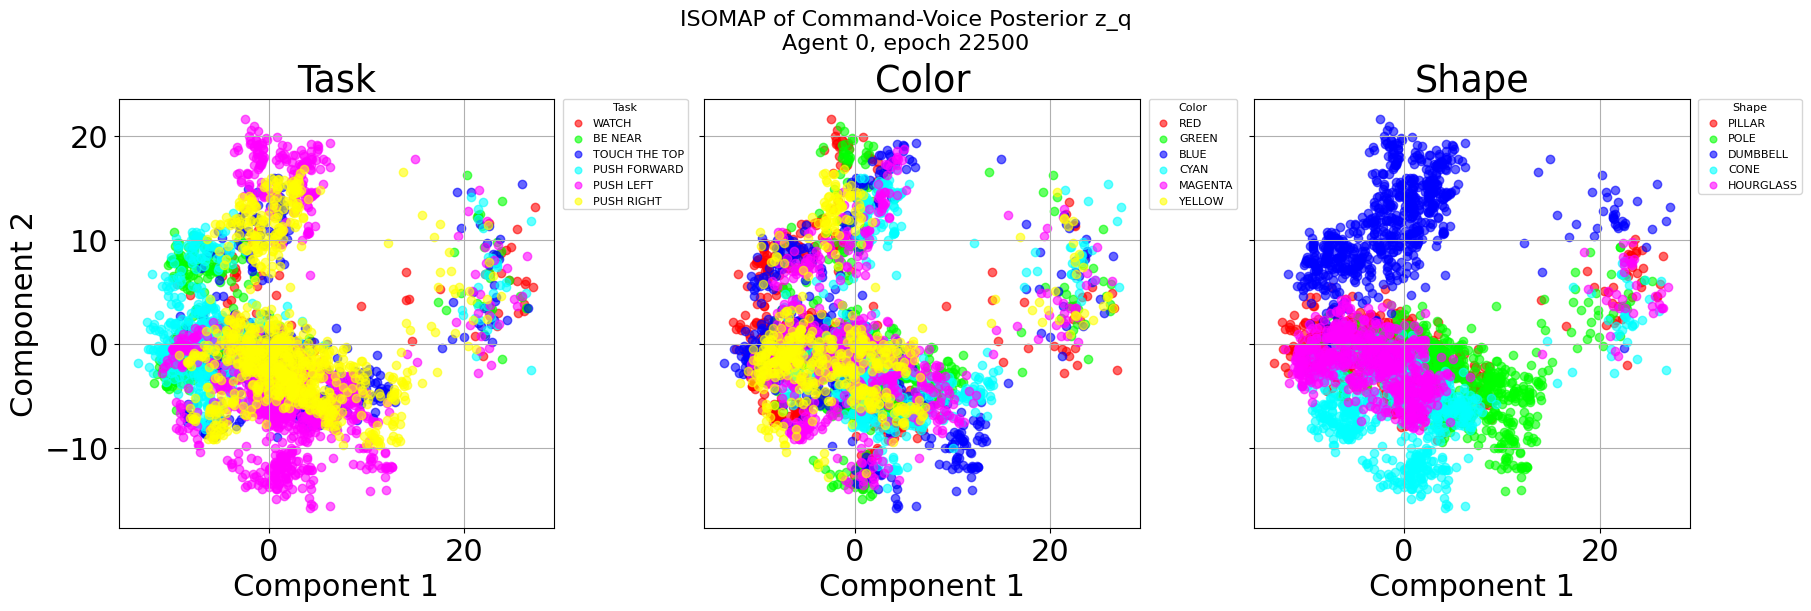 ISOMAP of Command-Voice Posterior z_q
Agent 0, epoch 22500
Task
Component 2
20
10
0
−10
0
20
Component 1
Task
WATCH
BE NEAR
TOUCH THE TOP
PUSH FORWARD
PUSH LEFT
PUSH RIGHT
Color
0
20
Component 1
Color
RED
GREEN
BLUE
CYAN
MAGENTA
YELLOW
Shape
0
20
Component 1
Shape
PILLAR
POLE
DUMBBELL
CONE
HOURGLASS